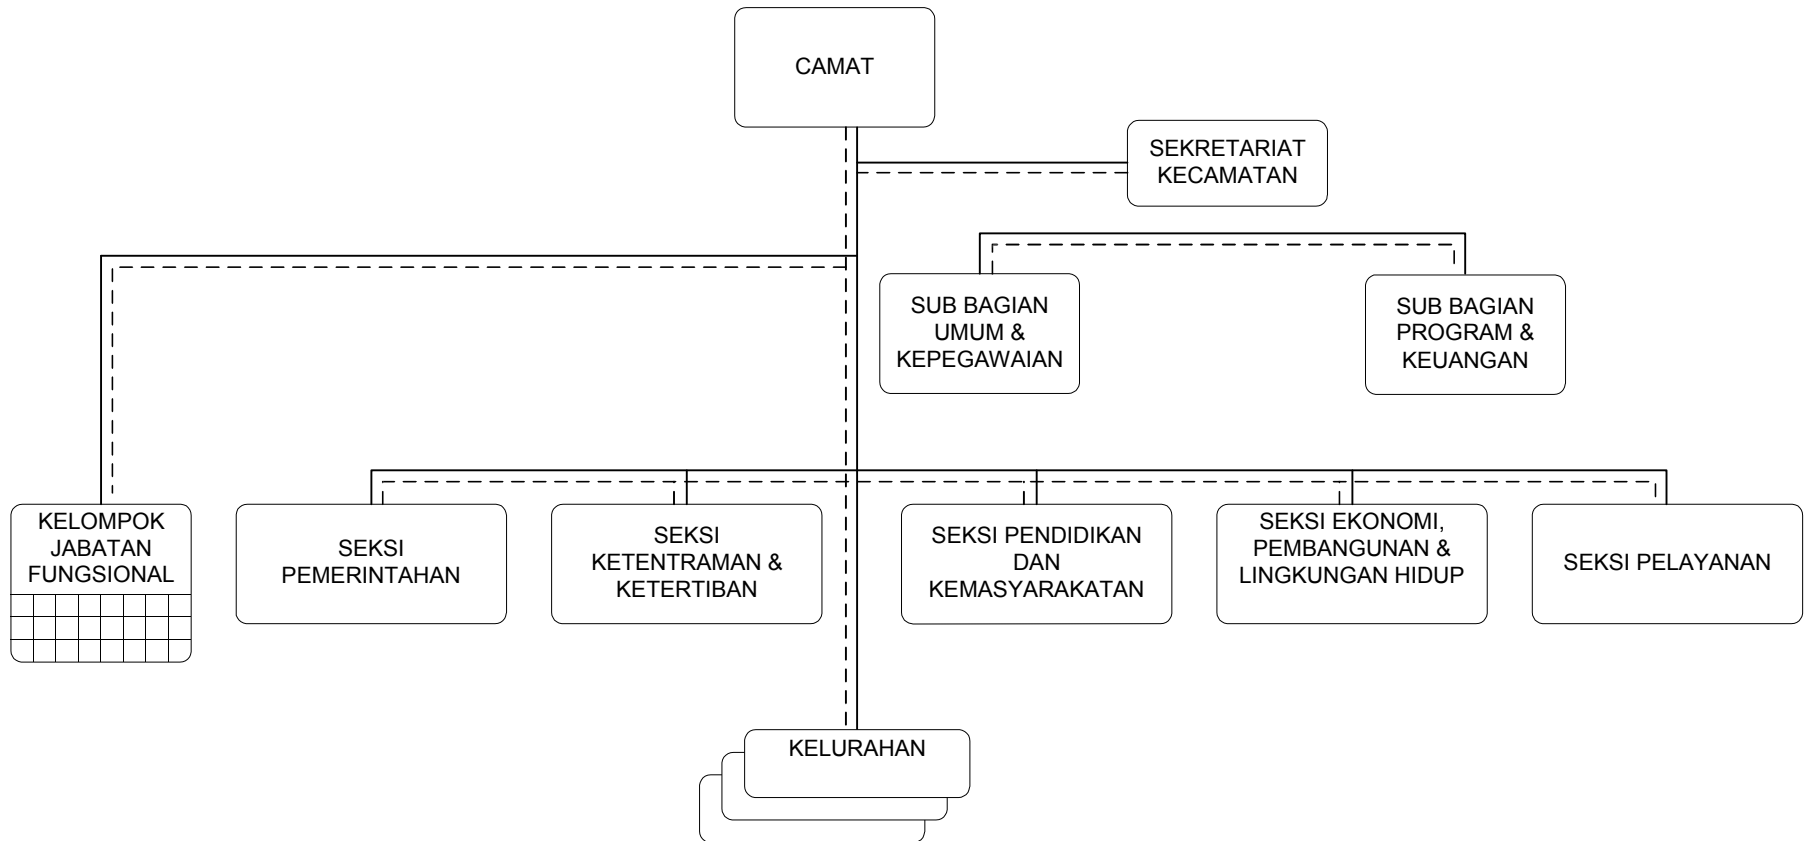 CAMAT
SEKRETARIAT
KECAMATAN
SUB BAGIAN
UMUM &
KEPEGAWAIAN
SUB BAGIAN
PROGRAM &
KEUANGAN
KELOMPOK
JABATAN
FUNGSIONAL
SEKSI
PEMERINTAHAN
SEKSI
KETENTRAMAN &
KETERTIBAN
SEKSI PENDIDIKAN
DAN
KEMASYARAKATAN
SEKSI EKONOMI,
PEMBANGUNAN &
LINGKUNGAN HIDUP
SEKSI PELAYANAN
KELURAHAN